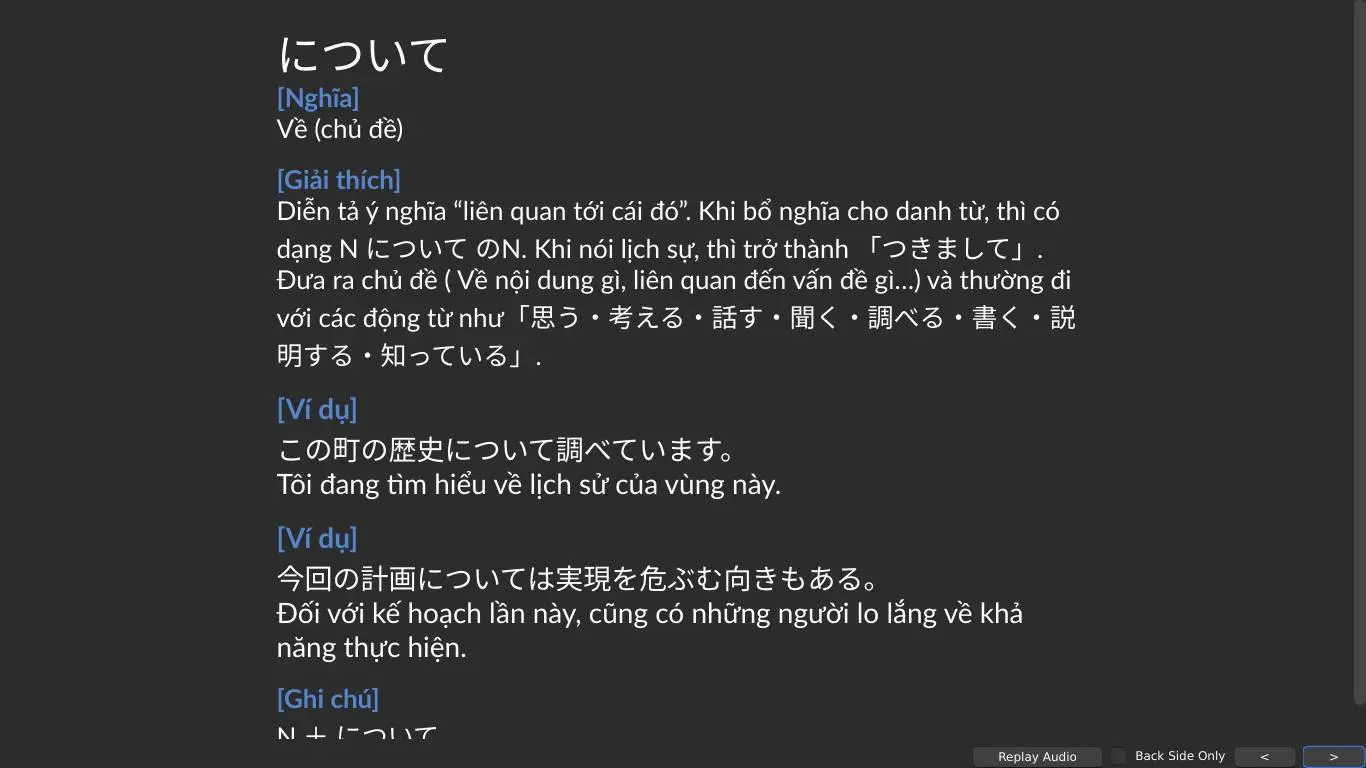 について
[Nghĩa]
Về (chủ đề)
[Giải thích]
Diễn tả ý nghĩa “liên quan tới cái đó”. Khi bổ nghĩa cho danh từ, thì có
dạng N について のN. Khi nói lịch sự, thì trở thành 「つきまして」.
Đưa ra chủ đề ( Về nội dung gì, liên quan đến vấn đề gì...) và thường đi
với các động từ như「思う・考える・話す・聞く・調べる・書く・説
明する・知っている」.
[Ví dụ]
この町の歴史について調べています。
Tôi đang tìm hiểu về lịch sử của vùng này.
[Ví dụ]
今回の計画については実現を危ぶむ向きもある。
Đối với kế hoạch lần này, cũng có những người lo lắng về khả
năng thực hiện.
[Ghi chú]
N + について
Replay Audio
Back Side Only
<
>